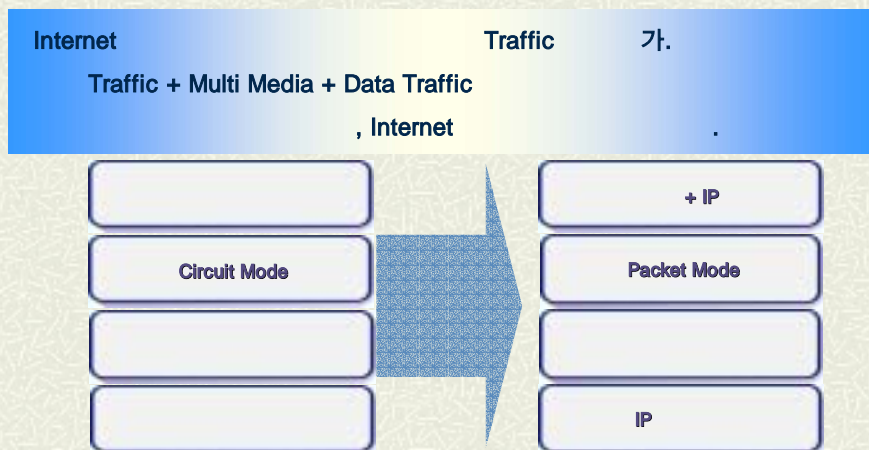 Internet Traffic 가.
Traffic + Multi Media + Data Traffic
, Internet .
+ IP
Circuit Mode Packet Mode
IP